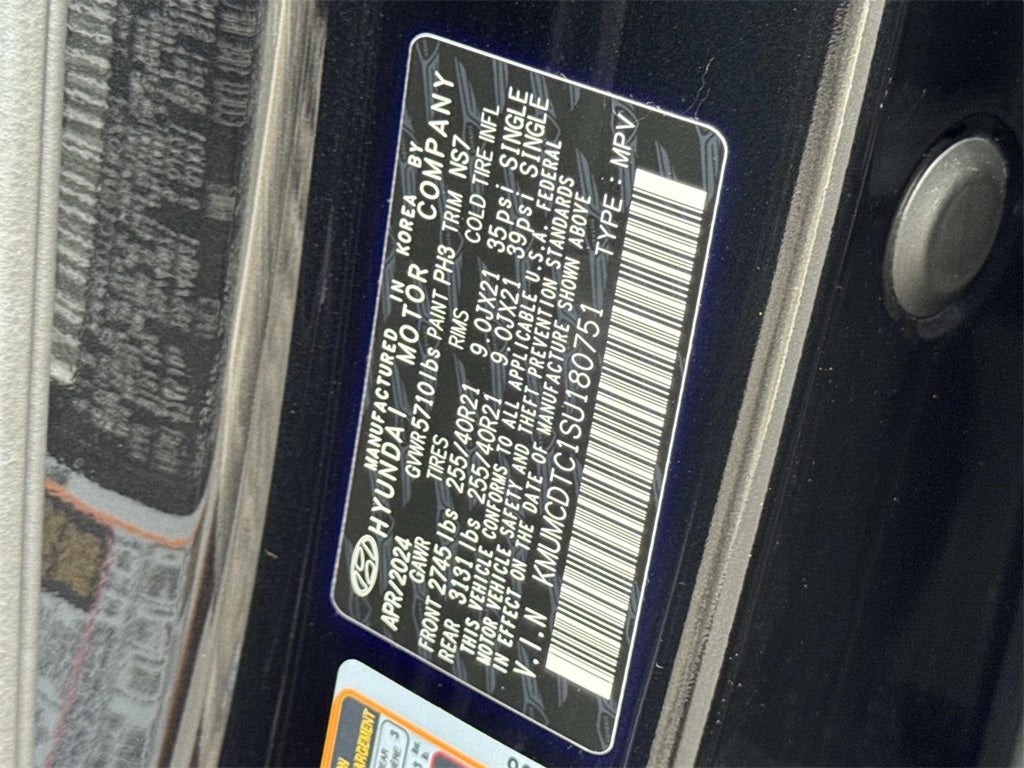 MANUFACTURED IN KOREA BY
HYUNDAI MOTOR COMPANY
APR/2024 GVWR5710lbs PAINT PH3 TRIM NS7
GAWR TIRES RIMS COLD TIRE INFL
FRONT 2745 lbs 255/40R21 9.0JX21 35psi SINGLE
REAR 3131 lbs 255/40R21 9.0JX21 39psi SINGLE
THIS VEHICLE CONFORMS TO ALL APPLICABLE U.S.A. FEDERAL
MOTOR VEHICLE SAFETY AND THEFT PREVENTION STANDARDS
IN EFFECT ON THE DATE OF MANUFACTURE SHOWN ABOVE
V.I.N KMUMCDTC1SU180751 TYPE : MPV